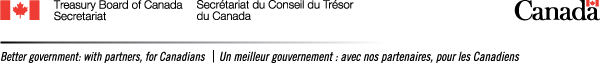 Treasury Board of Canada Secrétariat du Conseil du Trésor
Secretariat du Canada
Canada
Better government: with partners, for Canadians | Un meilleur gouvernement : avec nos partenaires, pour les Canadiens